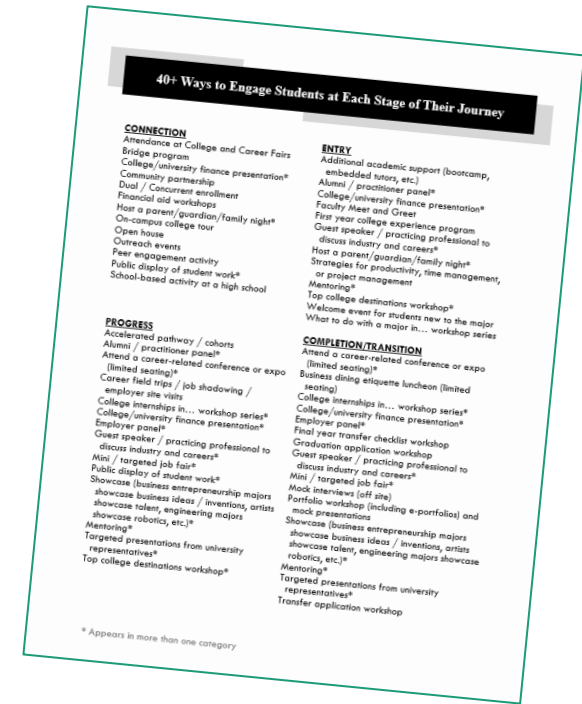 40+ Ways to Engage Students at Each Stage of Their Journey
CONNECTION
Attendance at College and Career Fairs
Bridge program
College/university finance presentation*
Community partnership
Dual / Concurrent enrollment
Financial aid workshops
Host a parent/guardian/family night*
On-campus college tour
Open house
Outreach events
Peer engagement activity
Public display of student work*
School-based activity at a high school
ENTRY
Additional academic support (bootcamp,
embedded tutors, etc.)
Alumni / practitioner panel*
College/university finance presentation*
Faculty Meet and Greet
First year college experience program
Guest speaker / practicing professional to
discuss industry and careers*
Host a parent/guardian/family night*
Strategies for productivity, time management,
or project management
Mentoring*
Top college destinations workshop*
Welcome event for students new to the major
What to do with a major in... workshop series
PROGRESS
Accelerated pathway / cohorts
Alumni / practitioner panel*
Attend a career-related conference or expo
(limited seating)*
Career field trips / job shadowing /
employer site visits
College internships in... workshop series*
College/university finance presentation*
Employer panel*
Guest speaker / practicing professional to
discuss industry and careers*
Mini / targeted job fair*
Public display of student work*
Showcase (business entrepreneurship majors
showcase business ideas / inventions, artists
showcase talent, engineering majors
showcase robotics, etc.)*
Mentoring*
Targeted presentations from university
representatives*
Top college destinations workshop*
COMPLETION/TRANSITION
Attend a career-related conference or expo
(limited seating)*
Business dining etiquette luncheon (limited
seating)
College internships in... workshop series*
College/university finance presentation*
Employer panel*
Final year transfer checklist workshop
Graduation application workshop
Guest speaker / practicing professional to
discuss industry and careers*
Mini / targeted job fair*
Mock interviews (off site)
Portfolio workshop (including e-portfolios) and
mock presentations
Showcase (business entrepreneurship majors
showcase business ideas / inventions, artists
showcase talent, engineering majors showcase
robotics, etc.)*
Mentoring*
Targeted presentations from university
representatives*
Transfer application workshop
* Appears in more than one category